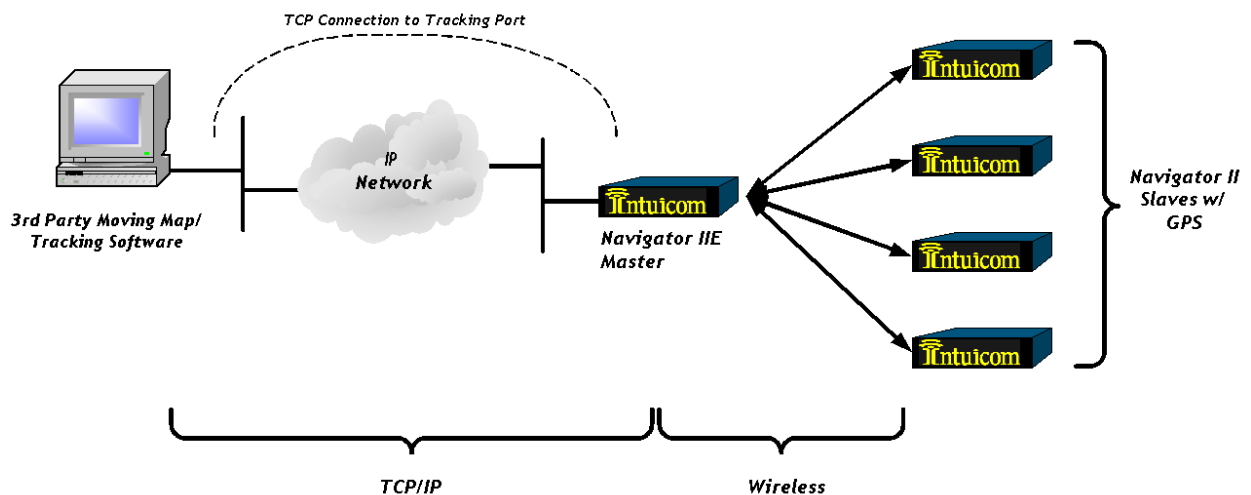 TCP Connection to Tracking Port
IP
Network
3rd Party Moving Map/
Tracking Software
Intuicom
Navigator IIE
Master
Intuicom
Intuicom
Intuicom
Intuicom
Navigator II
Slaves w/
GPS
TCP/IP
Wireless